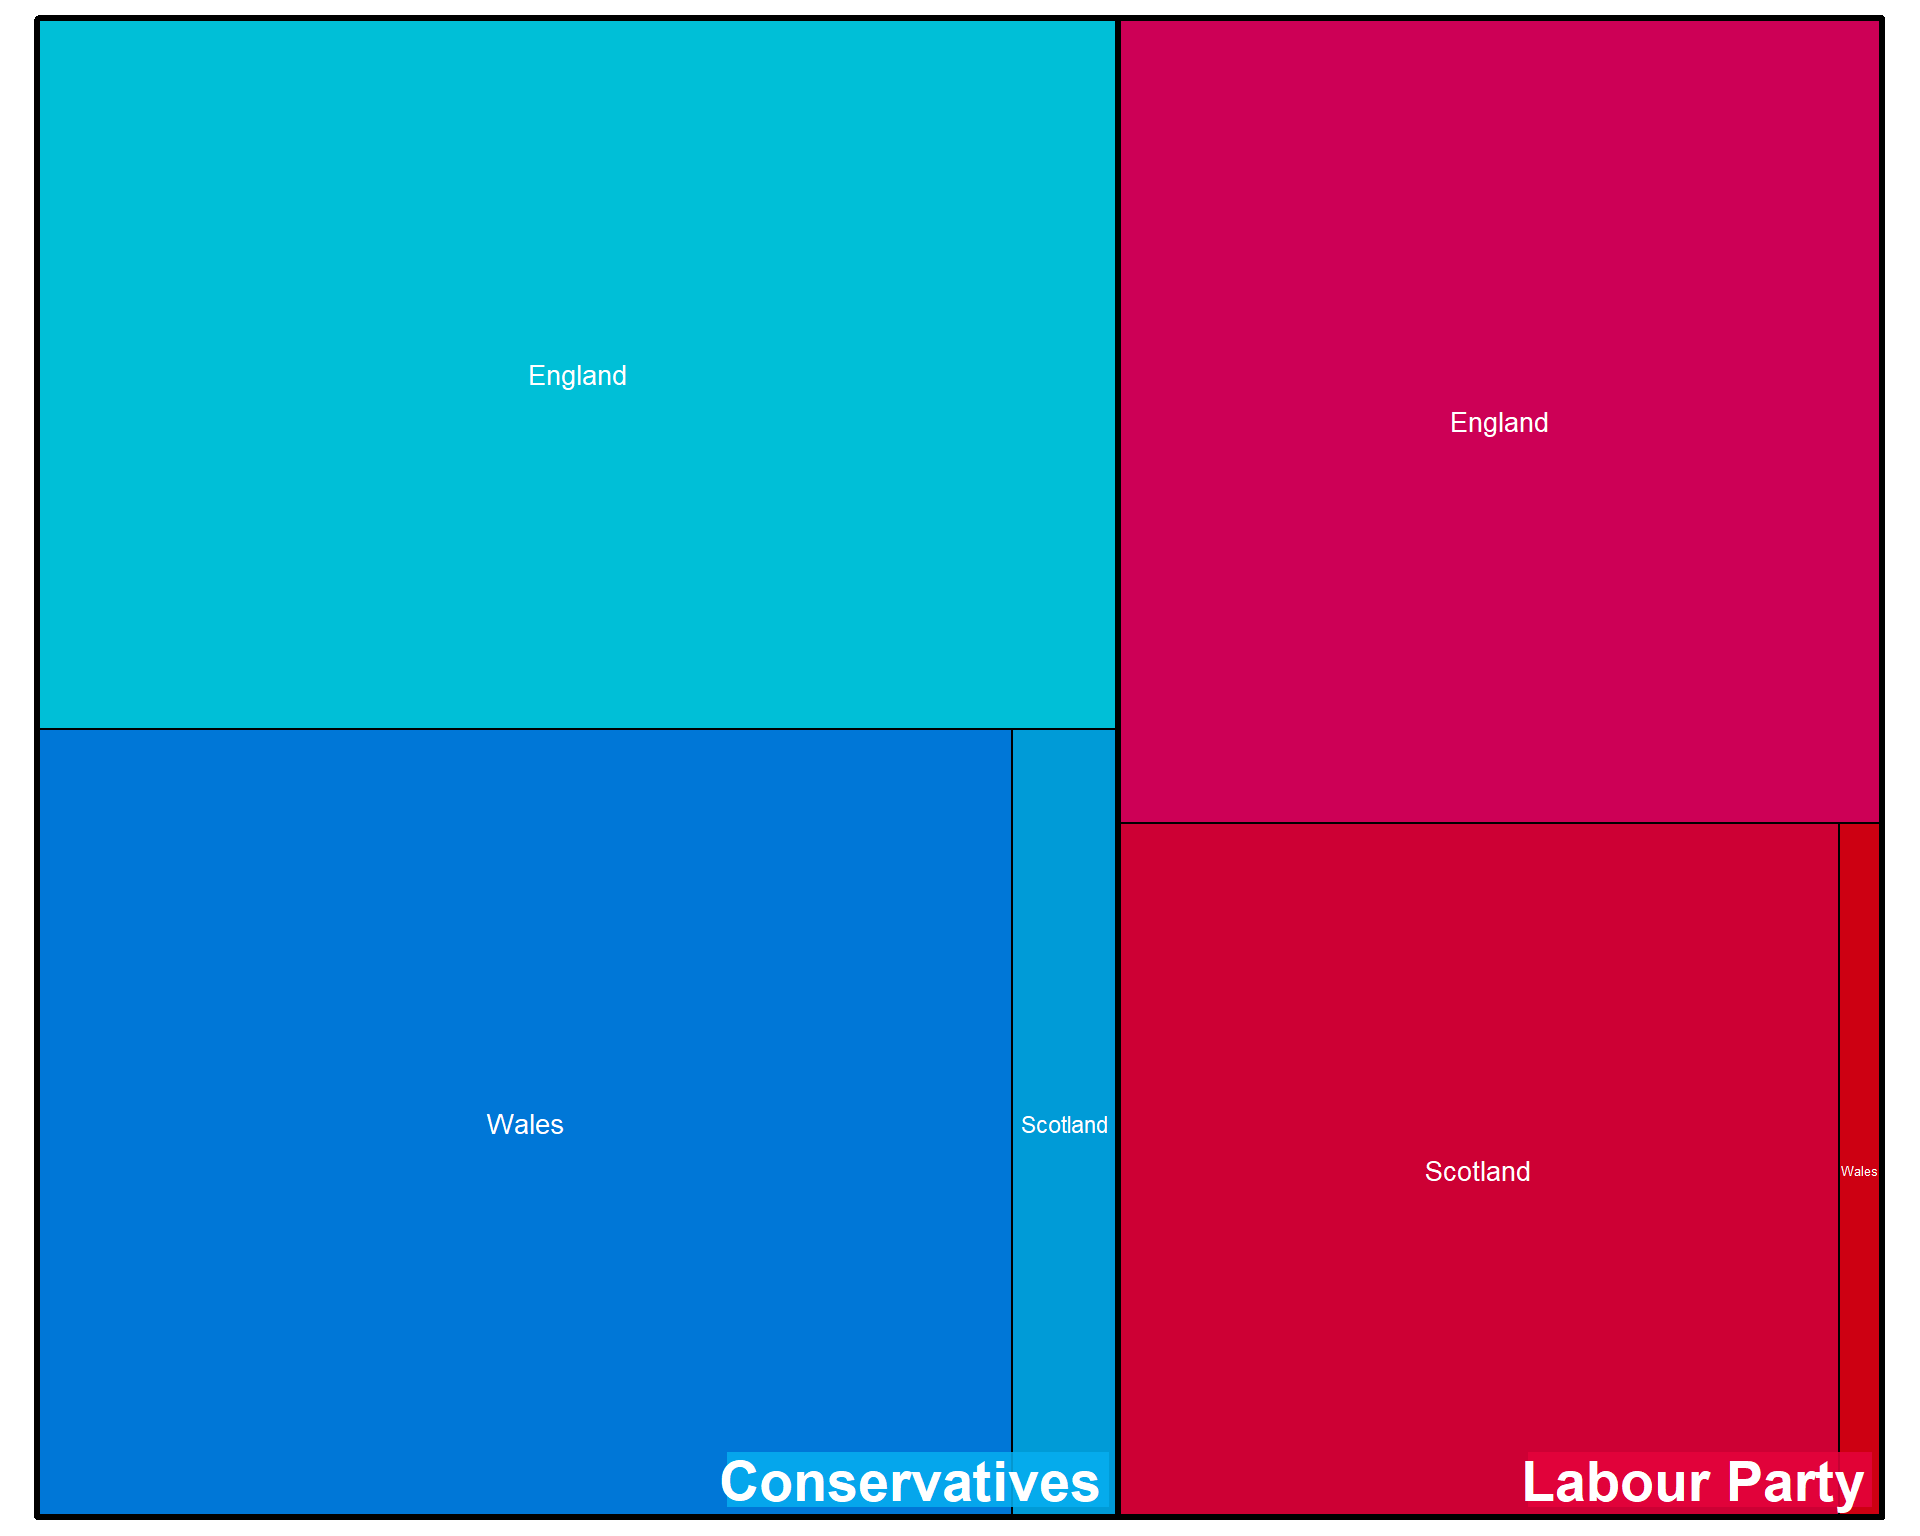 England
England
Wales
Scotland
Scotland
Wales
Conservatives
Labour Party